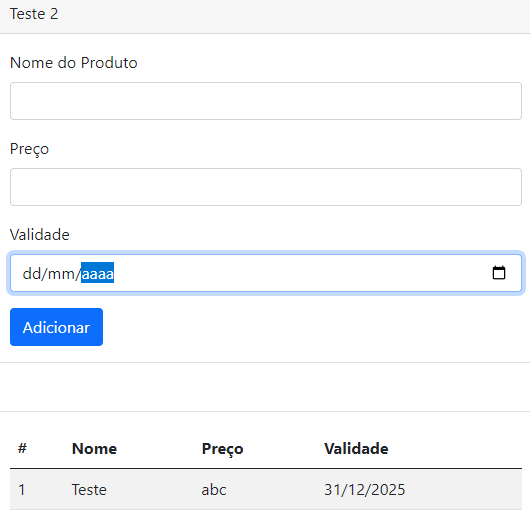 Teste 2
Nome do Produto
Preço
Validade
dd/mm/aaaa
Adicionar
# Nome Preço Validade
1 Teste abc 31/12/2025